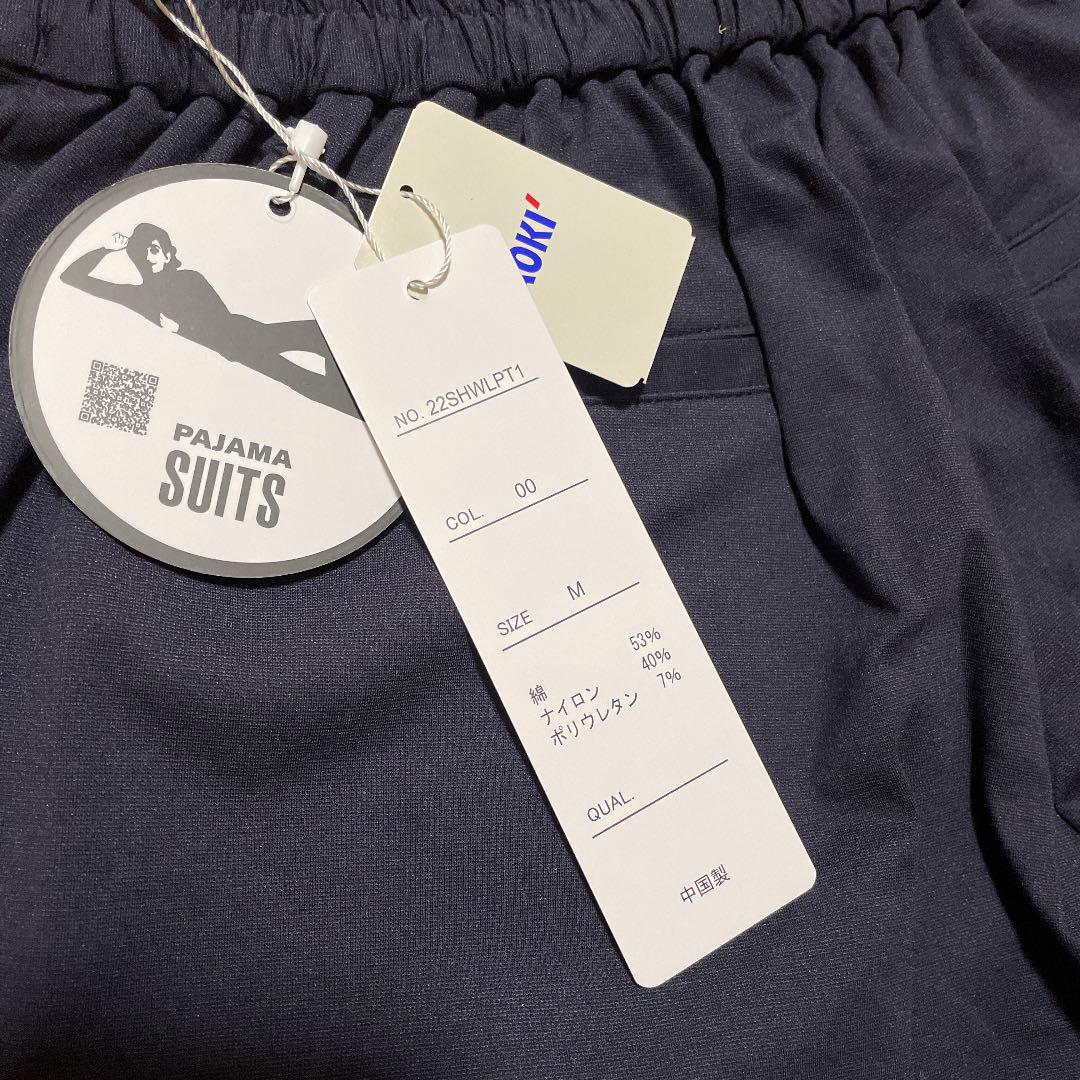 PAJAMA
SUITS
NO. 22SHWLPT1
COL. 00
SIZE M
綿 53%
ナイロン 40%
ポリウレタン 7%
QUAL.
中国製